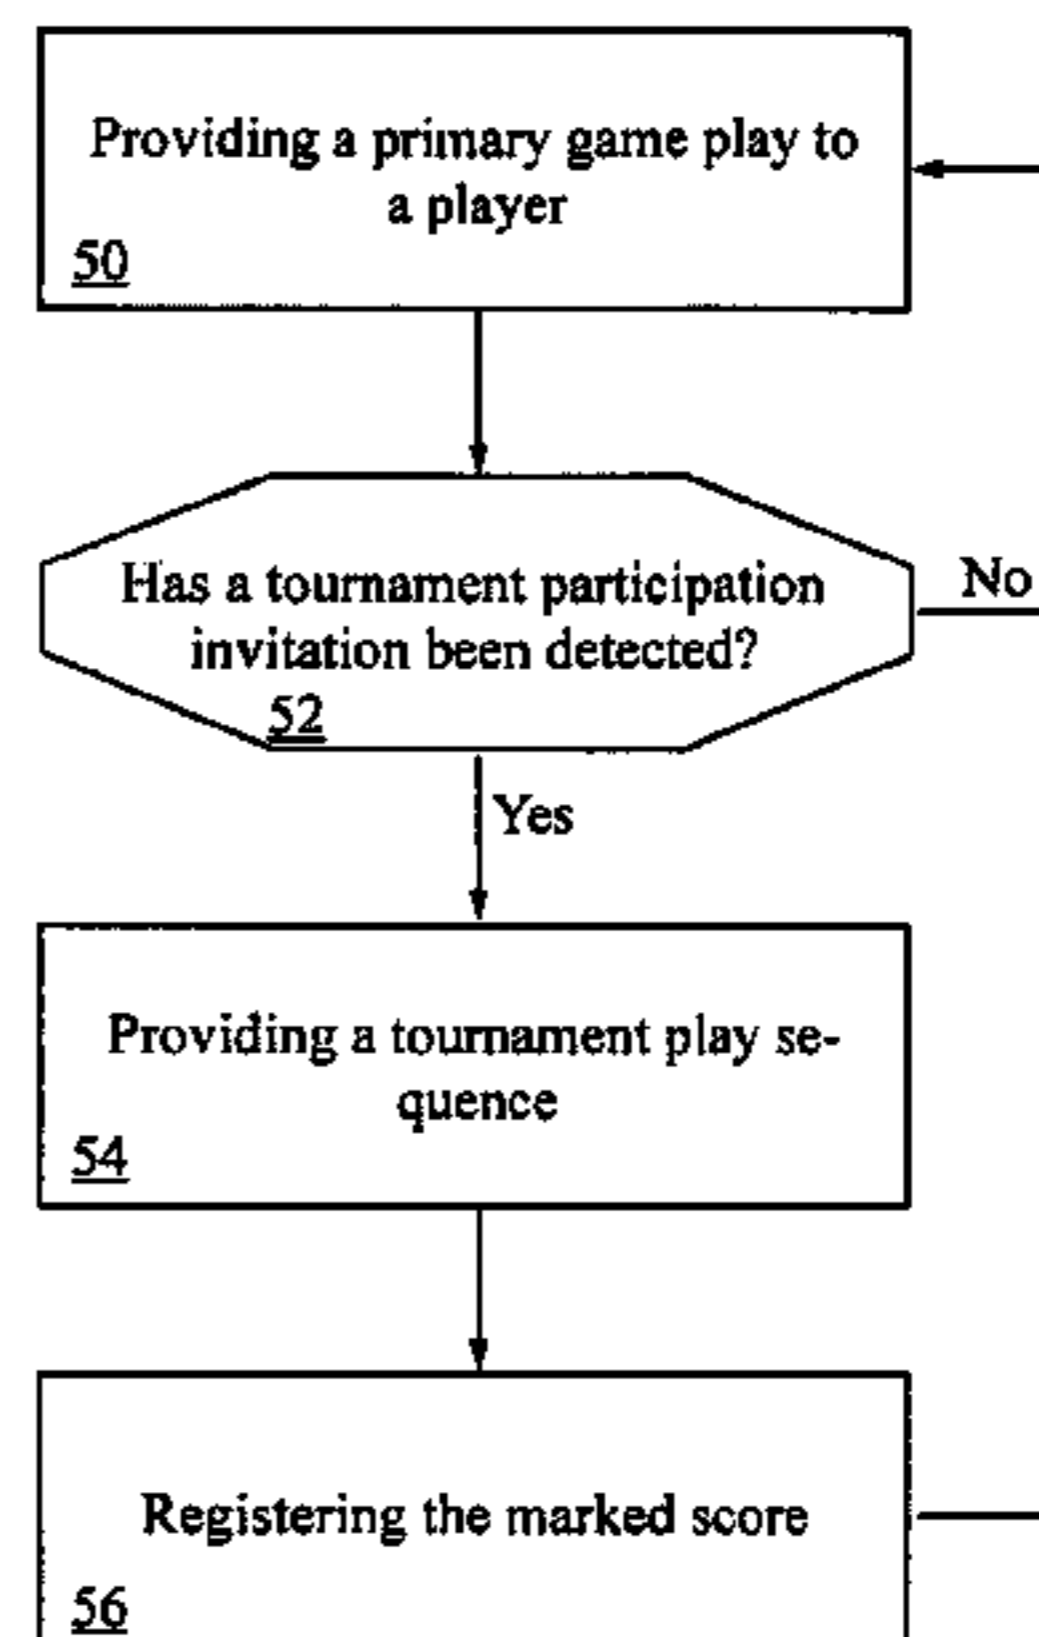 Providing a primary game play to
a player
50
Has a tournament participation
invitation been detected?
No
52
Yes
Providing a tournament play se-
quence
54
Registering the marked score
56